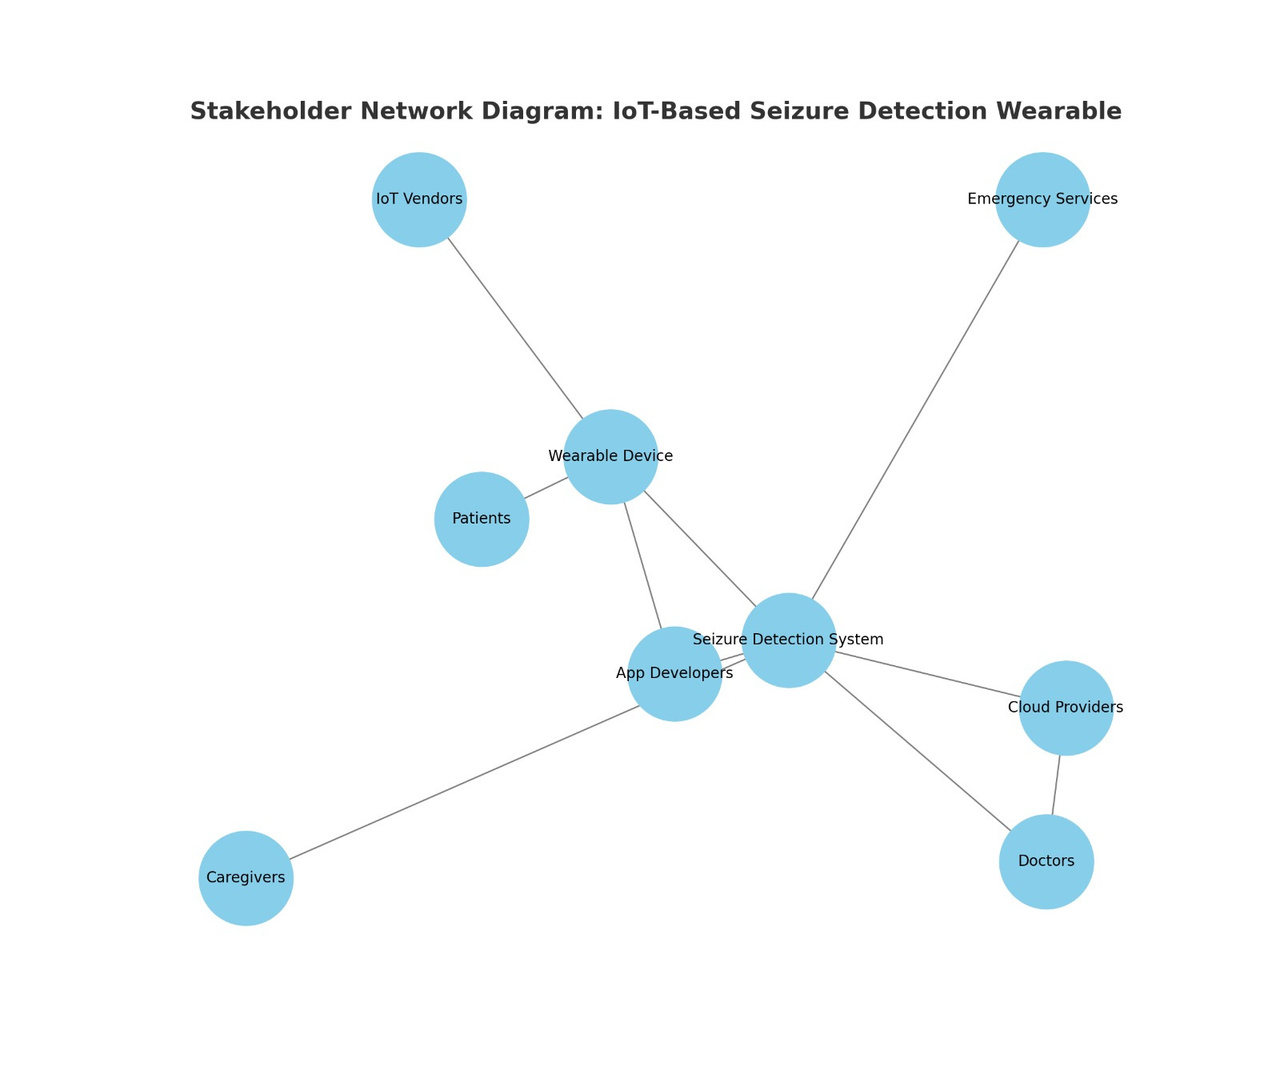 Stakeholder Network Diagram: IoT-Based Seizure Detection Wearable
IoT Vendors
Emergency Services
Wearable Device
Patients
Seizure Detection System
App Developers
Cloud Providers
Doctors
Caregivers